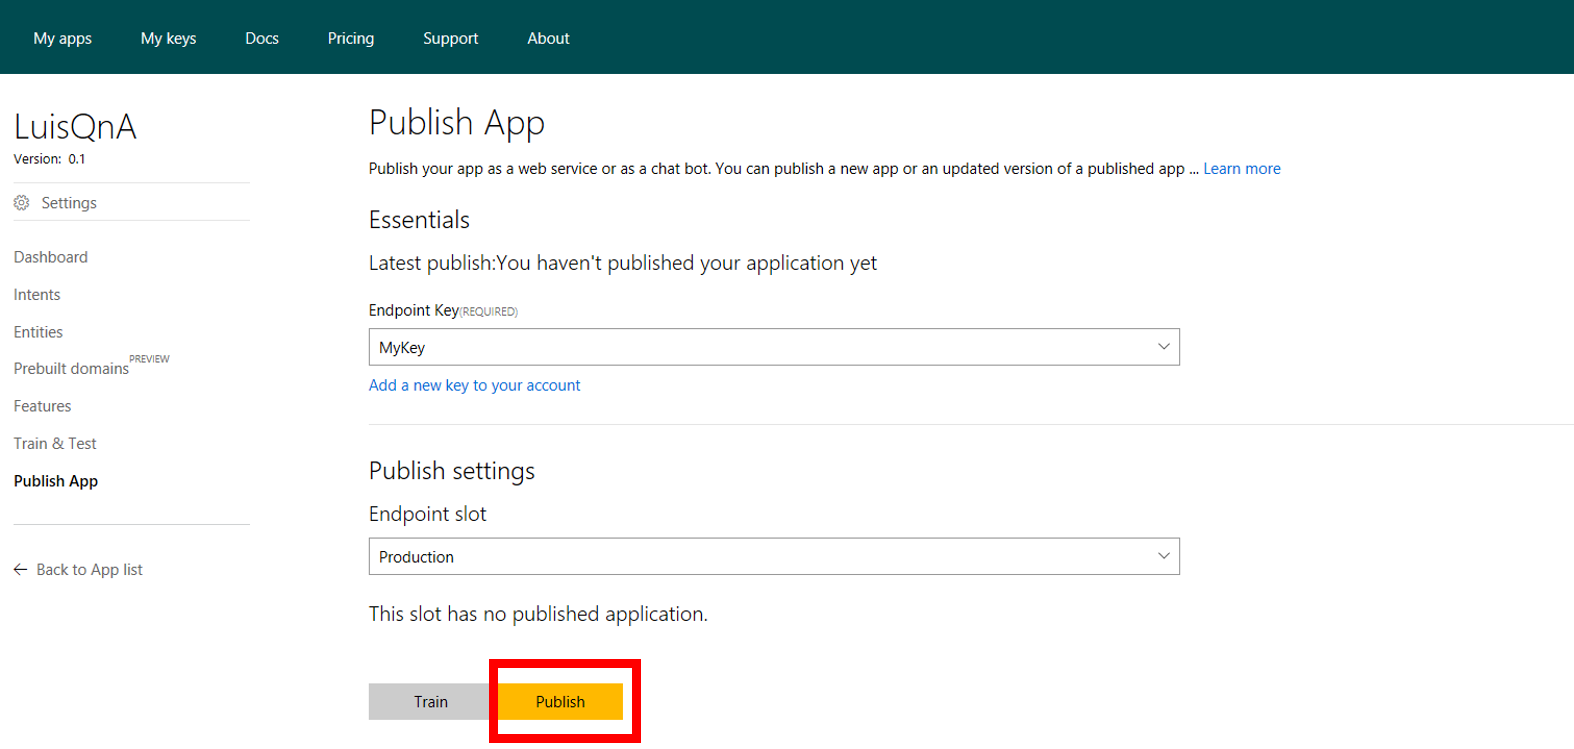 My apps My keys Docs Pricing Support About
LuisQnA
Version: 0.1
Settings
Dashboard
Intents
Entities
Prebuilt domains PREVIEW
Features
Train & Test
Publish App
Back to App list
Publish App
Publish your app as a web service or as a chat bot. You can publish a new app or an updated version of a published app ... Learn more
Essentials
Latest publish:You haven't published your application yet
Endpoint Key(REQUIRED)
MyKey
Add a new key to your account
Publish settings
Endpoint slot
Production
This slot has no published application.
Train Publish